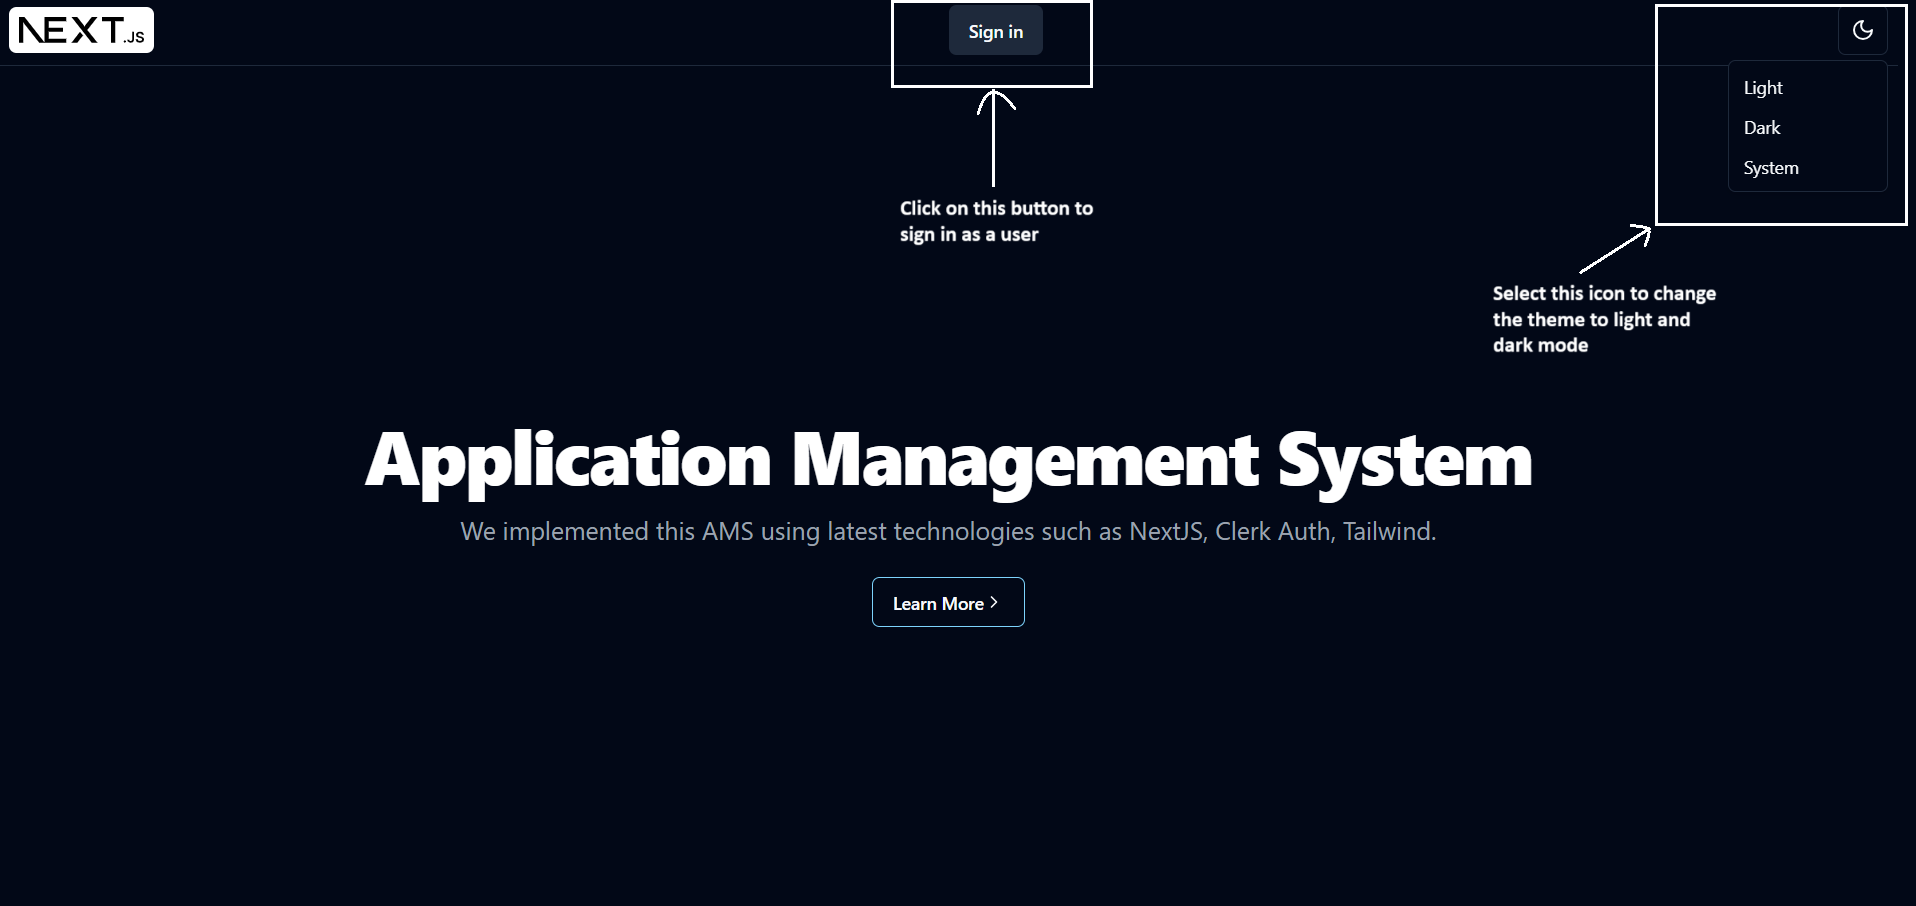 NEXT.JS
Sign in
Light
Dark
System
Click on this button to
sign in as a user
Select this icon to change
the theme to light and
dark mode
Application Management System
We implemented this AMS using latest technologies such as NextJS, Clerk Auth, Tailwind.
Learn More